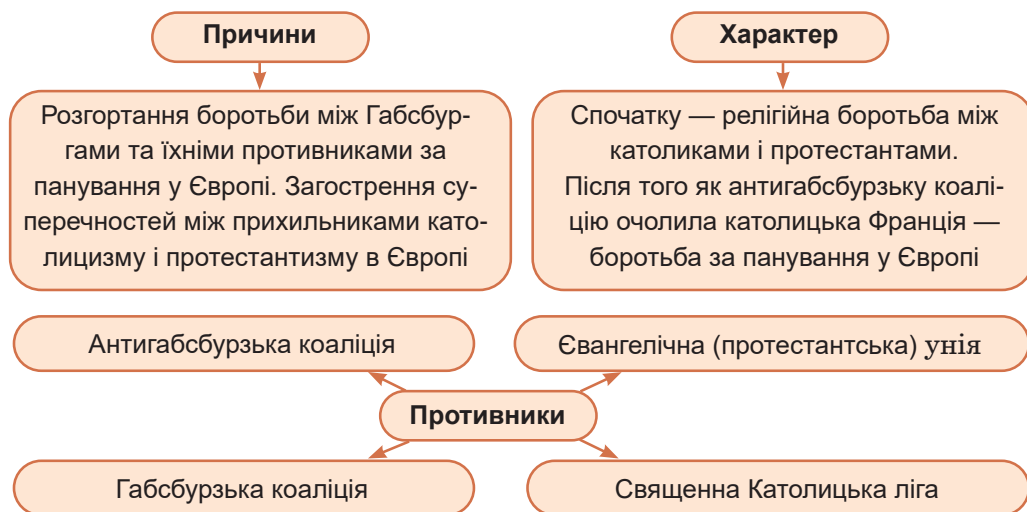 Причини
Розгортання боротьби між Габсбур-
гами та їхніми противниками за
панування у Європі. Загострення су-
перечностей між прихильниками като-
лицизму і протестантизму в Європі
Характер
Спочатку — релігійна боротьба між
католиками і протестантами.
Після того як антигабсбурзьку коалі-
цію очолила католицька Франція —
боротьба за панування у Європі
Антигабсбурзька коаліція
Євангелічна (протестантська) унія
Противники
Габсбурзька коаліція
Священна Католицька ліга